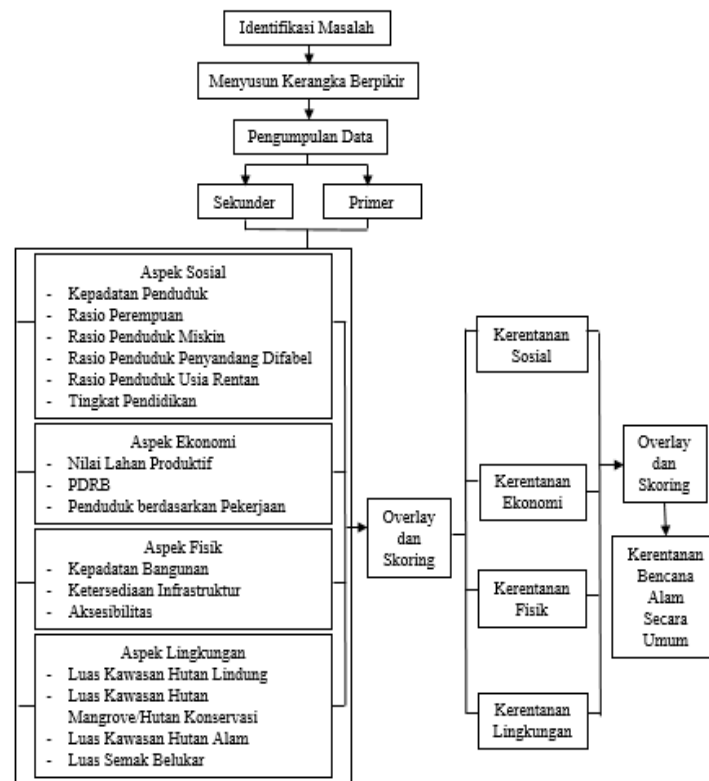 Identifikasi Masalah
Menyusun Kerangka Berpikir
Pengumpulan Data
Sekunder
Primer
Aspek Sosial
- Kepadatan Penduduk
- Rasio Perempuan
- Rasio Penduduk Miskin
- Rasio Penduduk Penyandang Difabel
- Rasio Penduduk Usia Rentan
- Tingkat Pendidikan
Aspek Ekonomi
- Nilai Lahan Produktif
- PDRB
- Penduduk berdasarkan Pekerjaan
Aspek Fisik
- Kepadatan Bangunan
- Ketersediaan Infrastruktur
- Aksesibilitas
Aspek Lingkungan
- Luas Kawasan Hutan Lindung
- Luas Kawasan Hutan
Mangrove/Hutan Konservasi
- Luas Kawasan Hutan Alam
- Luas Semak Belukar
Overlay
dan
Skoring
Kerentanan
Sosial
Kerentanan
Ekonomi
Kerentanan
Fisik
Kerentanan
Lingkungan
Overlay
dan
Skoring
Kerentanan
Bencana
Alam
Secara
Umum